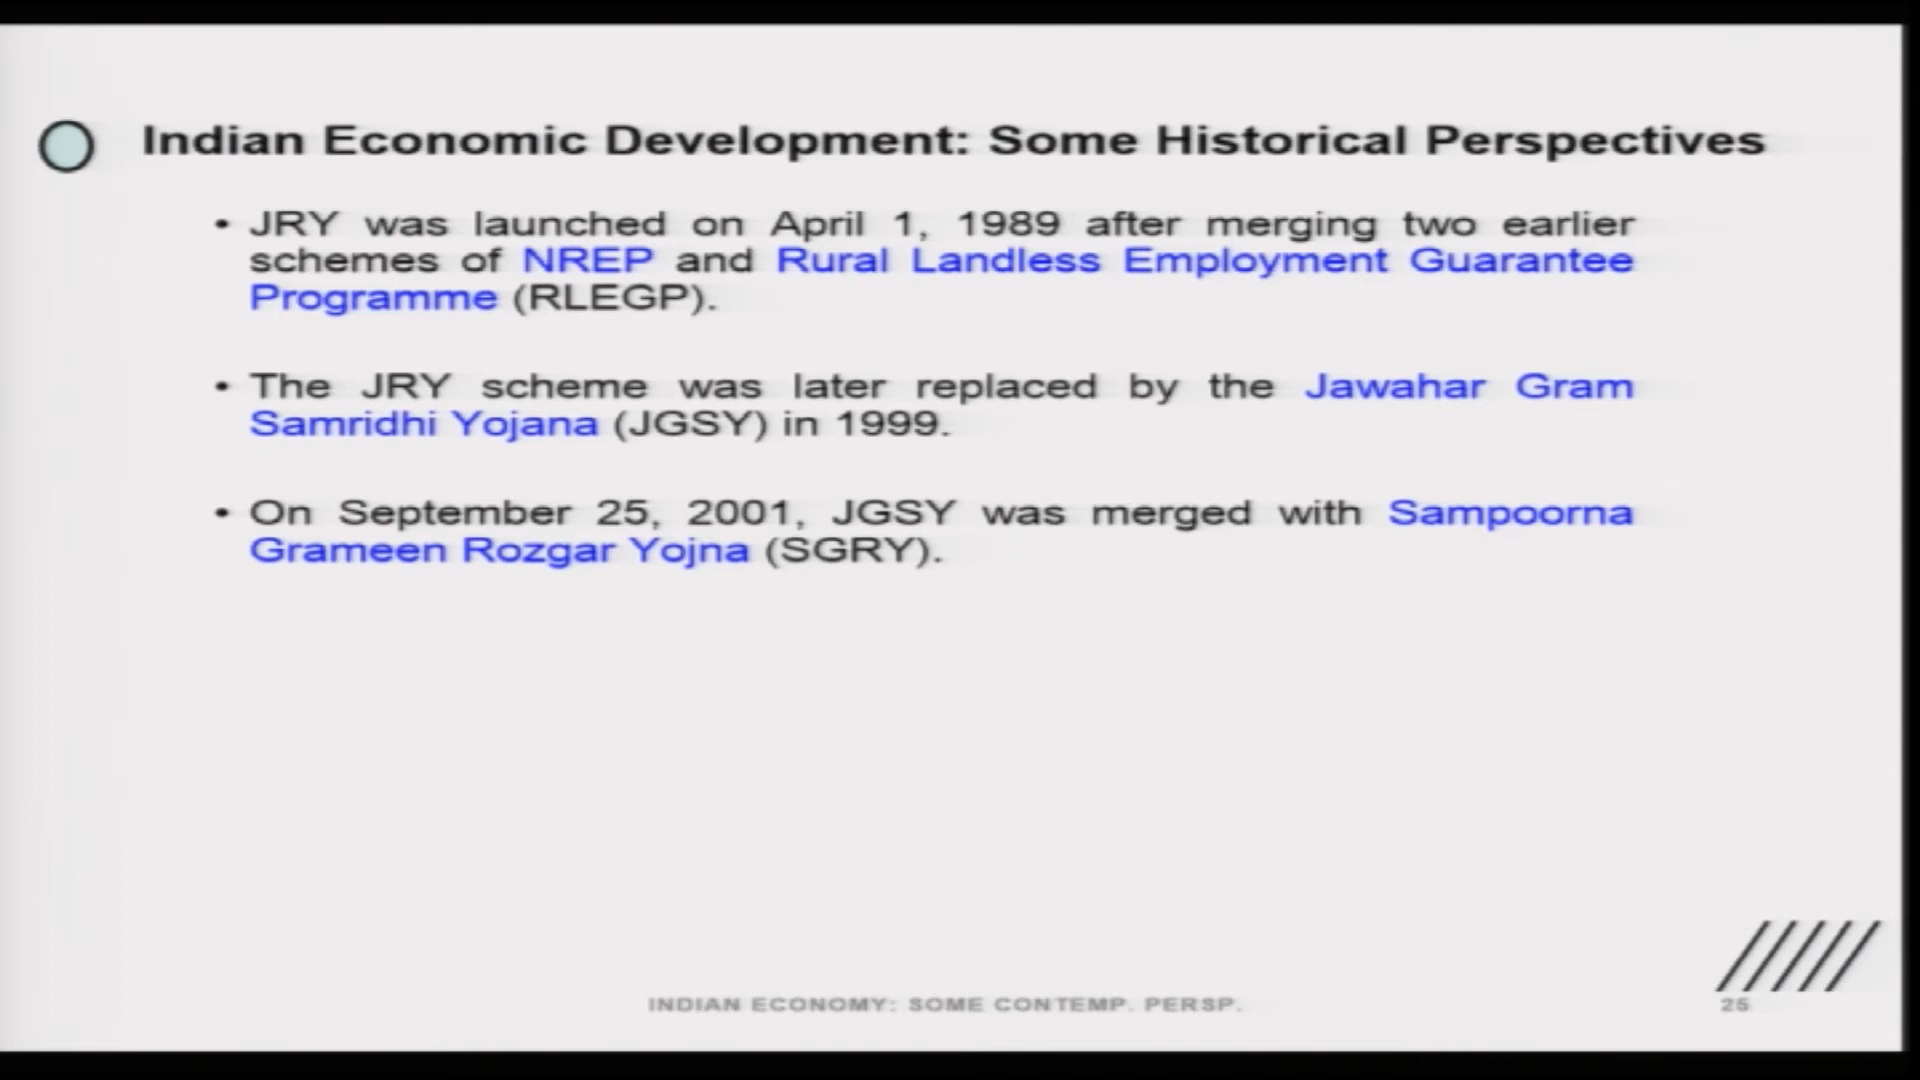 Indian Economic Development: Some Historical Perspectives
• JRY was launched on April 1, 1989 after merging two earlier
schemes of NREP and Rural Landless Employment Guarantee
Programme (RLEGP).
• The JRY scheme was later replaced by the Jawahar Gram
Samridhi Yojana (JGSY) in 1999.
• On September 25, 2001, JGSY was merged with Sampoorna
Grameen Rozgar Yojna (SGRY).
INDIAN ECONOMY: SOME CONTEMP. PERSP.
25